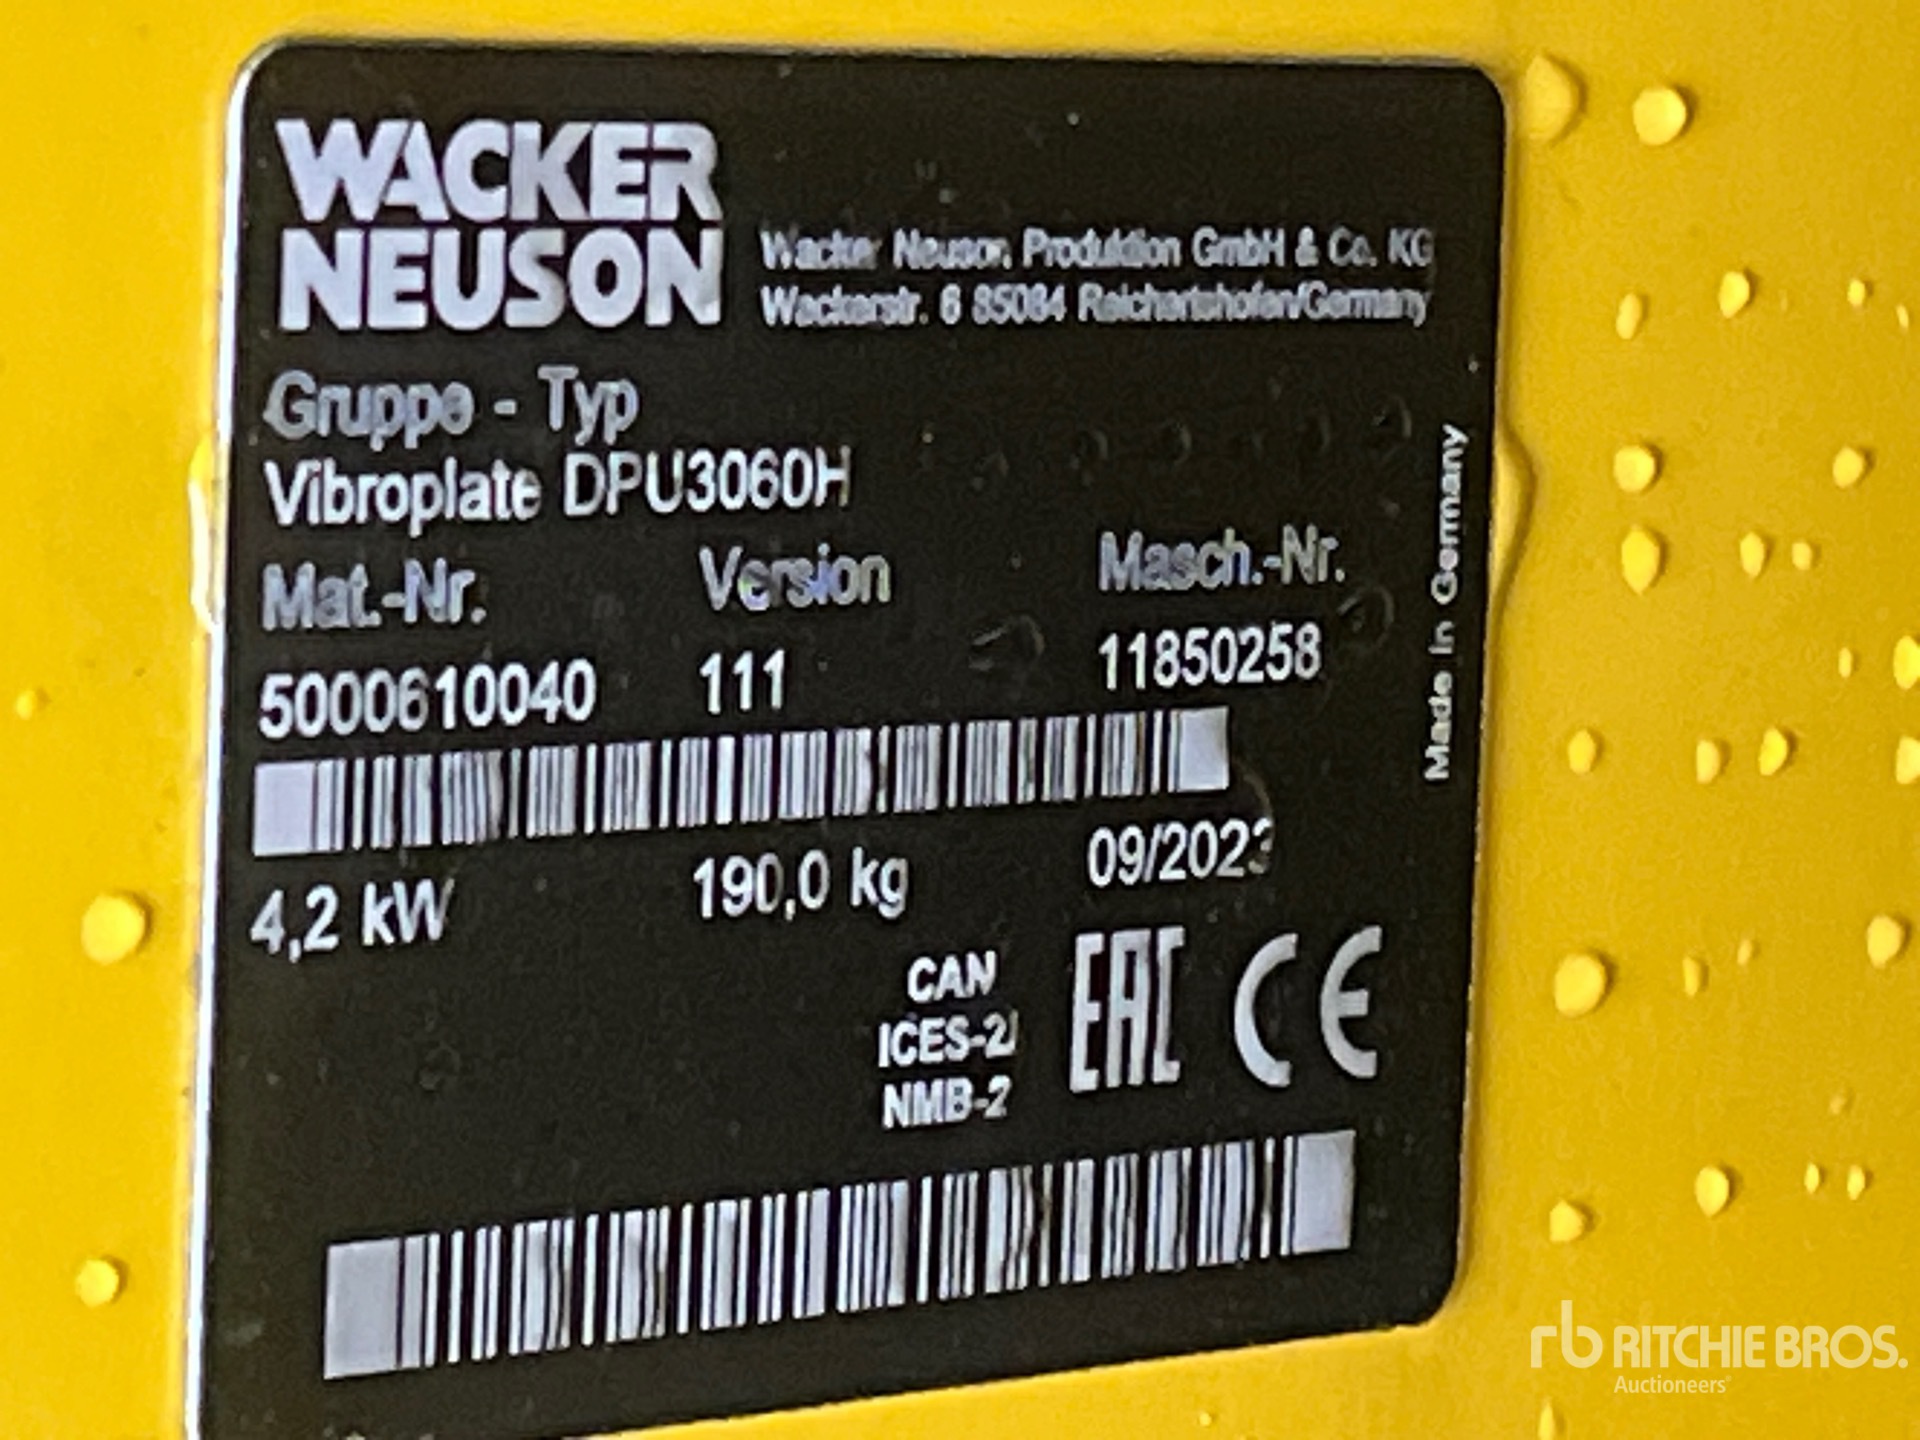 WACKER
NEUSON
Wacker Neuson Produktion GmbH & Co. KG
Wackerstr. 6 85084 Reichertshofen/Germany
Gruppe - Typ
Vibroplate DPU3060H
Mat.-Nr. Version Masch.-Nr.
5000610040 111 11850258
4,2 kW 190,0 kg 09/2023
CAN
ICES-2/
NMB-2
EAC CE
Made in Germany
rb RITCHIE BROS.
Auctioneers